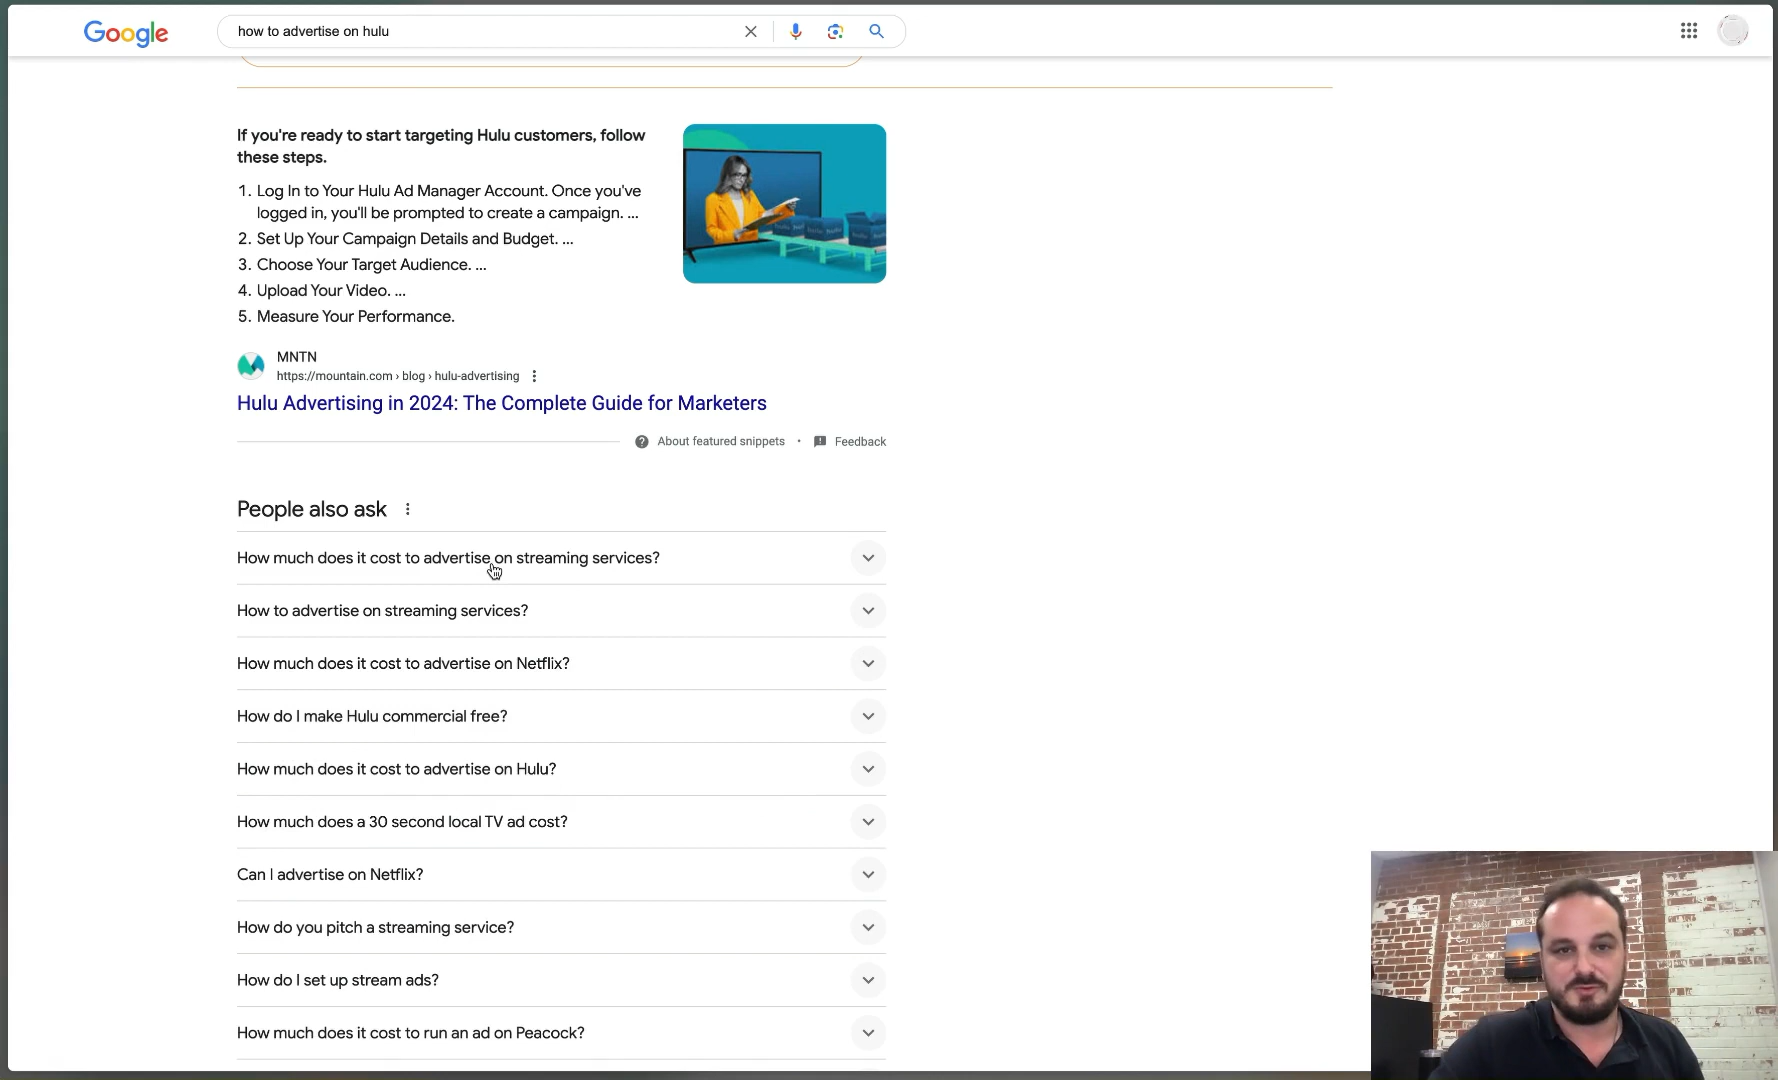 Google
how to advertise on hulu
If you're ready to start targeting Hulu customers, follow
these steps.
1. Log In to Your Hulu Ad Manager Account. Once you've
logged in, you'll be prompted to create a campaign. ...
2. Set Up Your Campaign Details and Budget. ...
3. Choose Your Target Audience. ...
4. Upload Your Video. ...
5. Measure Your Performance.
MNTN
https://mountain.com › blog › hulu-advertising
Hulu Advertising in 2024: The Complete Guide for Marketers
About featured snippets • Feedback
People also ask
How much does it cost to advertise on streaming services?
How to advertise on streaming services?
How much does it cost to advertise on Netflix?
How do I make Hulu commercial free?
How much does it cost to advertise on Hulu?
How much does a 30 second local TV ad cost?
Can I advertise on Netflix?
How do you pitch a streaming service?
How do I set up stream ads?
How much does it cost to run an ad on Peacock?